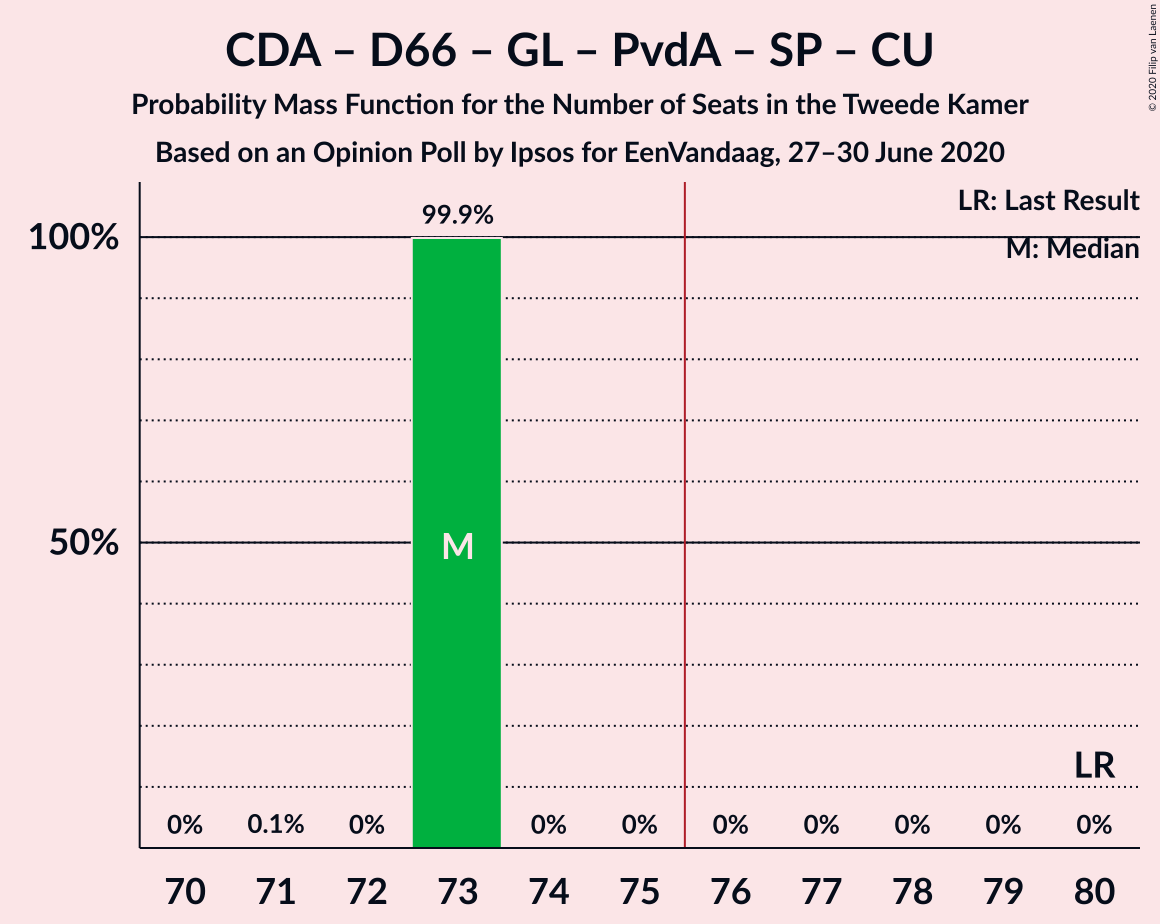 CDA – D66 – GL – PvdA – SP – CU
Probability Mass Function for the Number of Seats in the Tweede Kamer
Based on an Opinion Poll by Ipsos for EenVandaag, 27–30 June 2020
© 2020 Filip van Laenen
LR: Last Result
M: Median
99.9%
100%
50%
M
LR
0% 0.1% 0% 0% 0% 0% 0% 0% 0% 0%
70 71 72 73 74 75 76 77 78 79 80